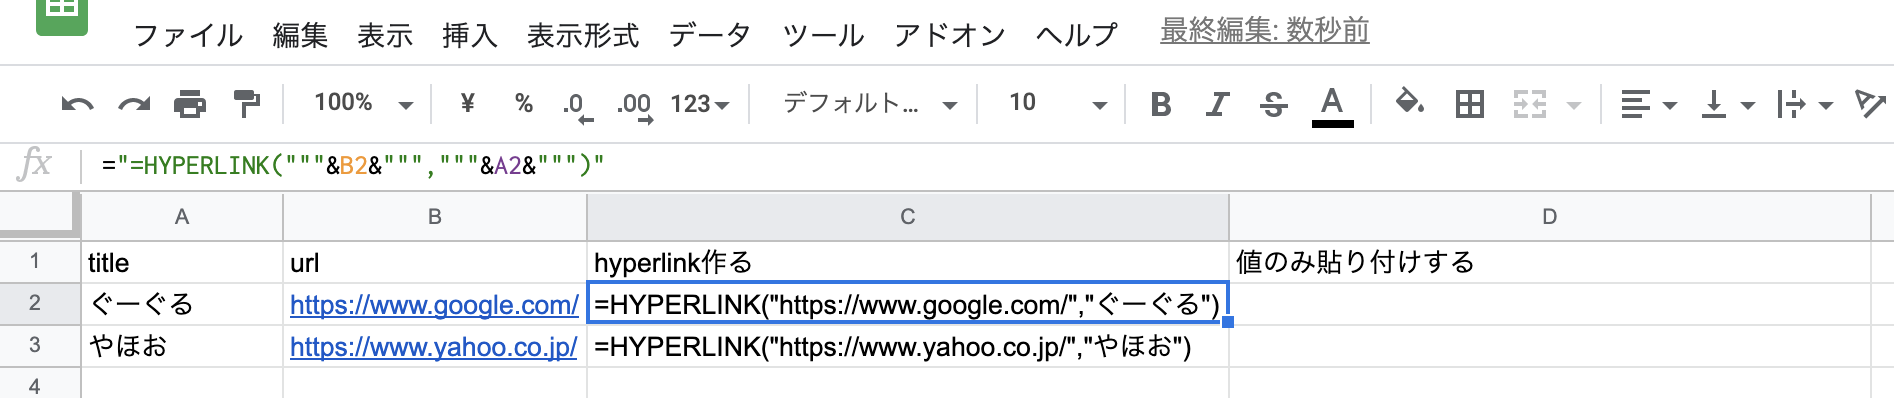 ファイル 編集 表示 挿入 表示形式 データ ツール アドオン ヘルプ 最終編集: 数秒前
100% ¥ % .0 .00 123 デフォルト... 10 B I S A
fx ="=HYPERLINK("""&B2&""","""&A2&""")"
A B C D
1 title url hyperlink作る 値のみ貼り付けする
2 ぐーぐる https://www.google.com/ =HYPERLINK("https://www.google.com/","ぐーぐる")
3 やほお https://www.yahoo.co.jp/ =HYPERLINK("https://www.yahoo.co.jp/","やほお")
4